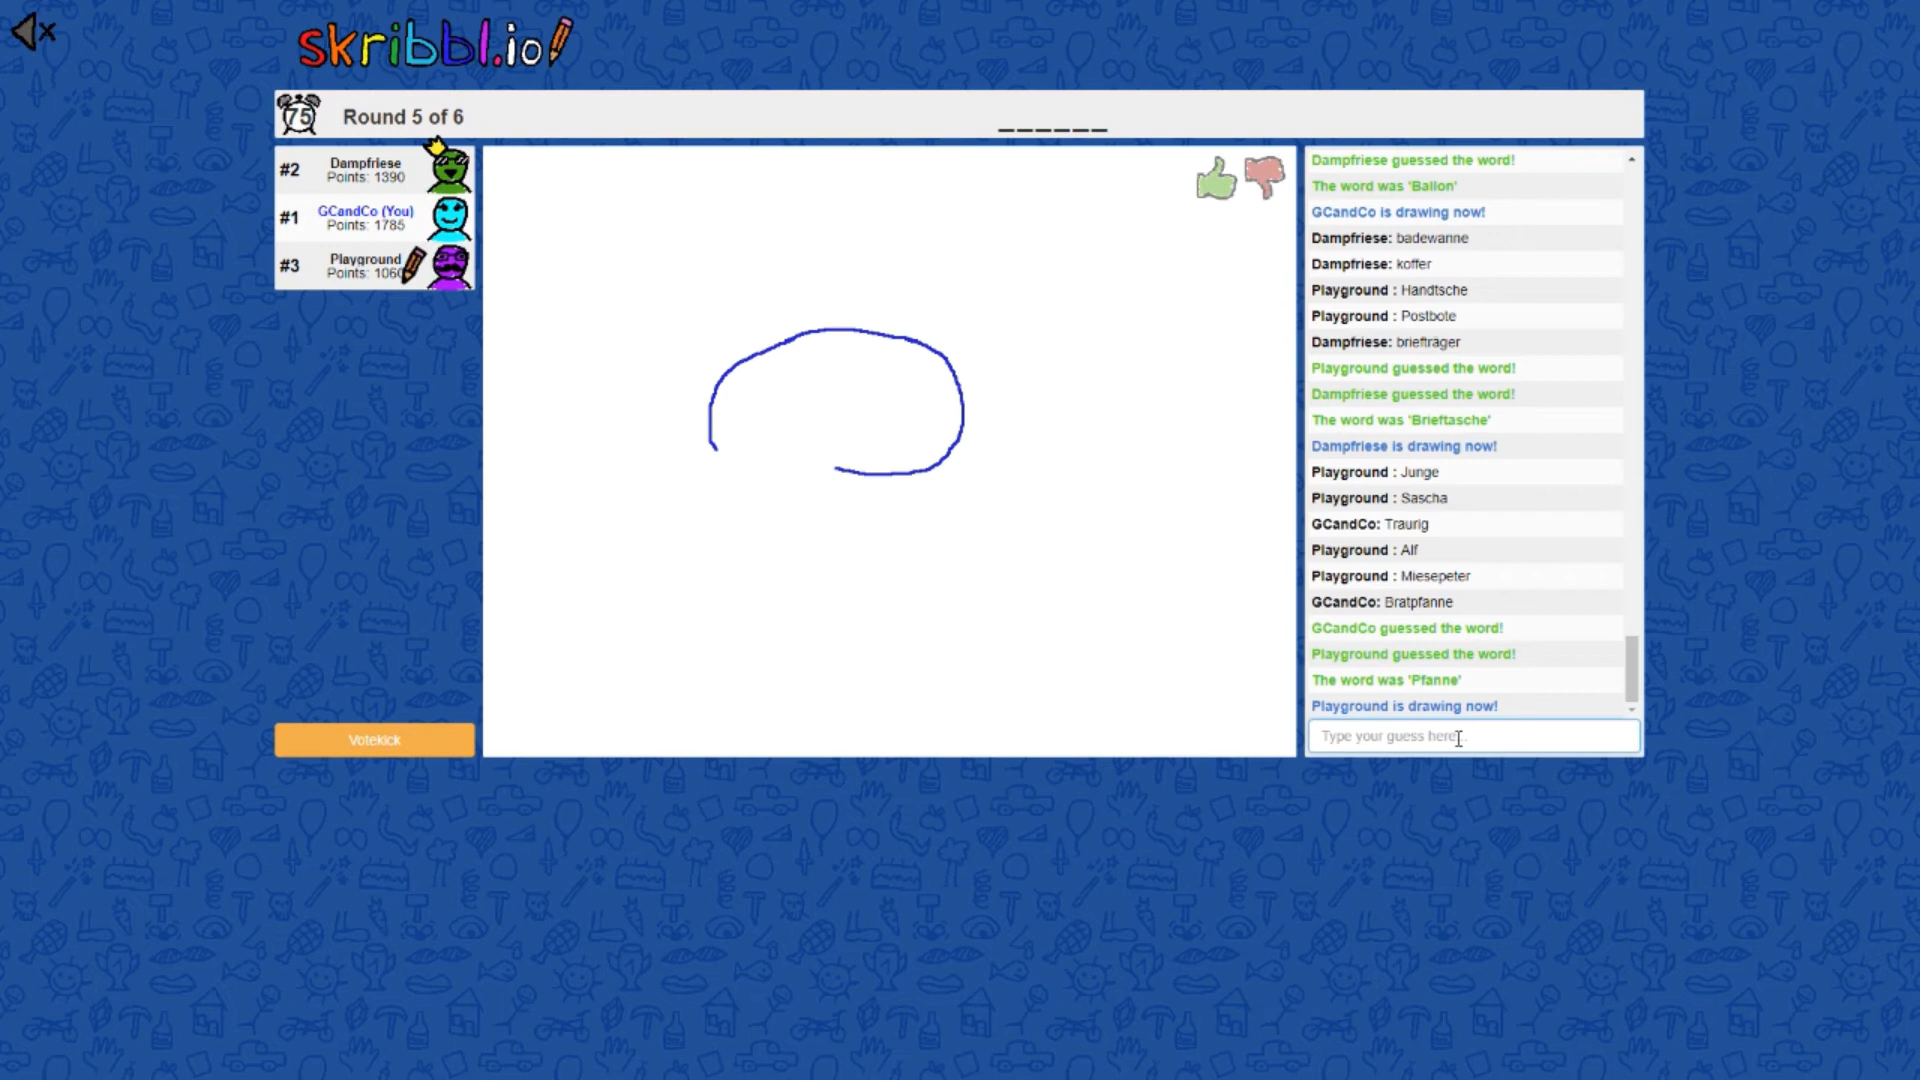 skribbl.io
75 Round 5 of 6 ______
#2 Dampfriese
Points: 1390
#1 GCandCo (You)
Points: 1785
#3 Playground
Points: 1060
Votekick
Dampfriese guessed the word!
The word was 'Ballon'
GCandCo is drawing now!
Dampfriese: badewanne
Dampfriese: koffer
Playground : Handtsche
Playground : Postbote
Dampfriese: briefträger
Playground guessed the word!
Dampfriese guessed the word!
The word was 'Brieftasche'
Dampfriese is drawing now!
Playground : Junge
Playground : Sascha
GCandCo: Traurig
Playground : Alf
Playground : Miesepeter
GCandCo: Bratpfanne
GCandCo guessed the word!
Playground guessed the word!
The word was 'Pfanne'
Playground is drawing now!
Type your guess here...